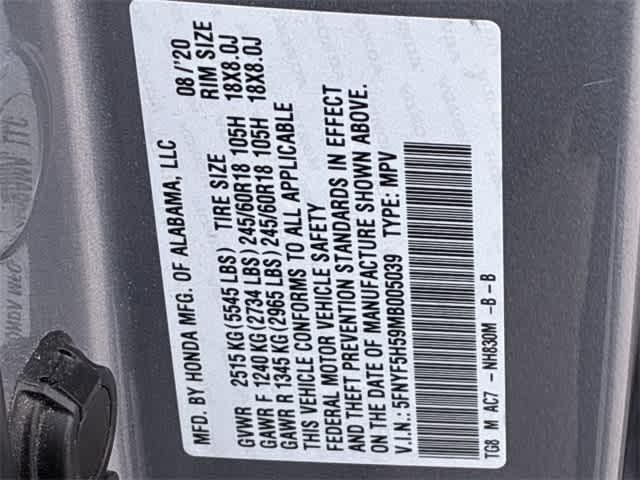 MFD. BY HONDA MFG. OF ALABAMA, LLC 08/'20
GVWR 2515 KG(5545 LBS) TIRE SIZE RIM SIZE
GAWR F 1240 KG(2734 LBS) 245/60R18 105H 18X8.0J
GAWR R 1345 KG(2965 LBS) 245/60R18 105H 18X8.0J
THIS VEHICLE CONFORMS TO ALL APPLICABLE
FEDERAL MOTOR VEHICLE SAFETY
AND THEFT PREVENTION STANDARDS IN EFFECT
ON THE DATE OF MANUFACTURE SHOWN ABOVE.
V.I.N.: 5FNYF5H59MB005039 TYPE: MPV
TG8 M AC7 -NH830M -B-B